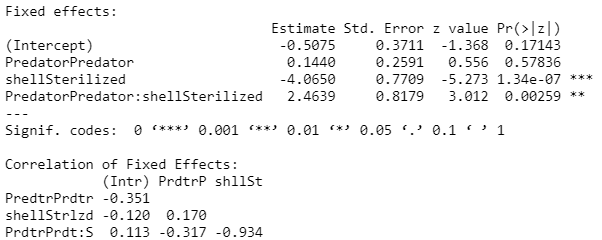 Fixed effects:
Estimate Std. Error z value Pr(>|z|)
(Intercept) -0.5075 0.3711 -1.368 0.17143
PredatorPredator 0.1440 0.2591 0.556 0.57836
shellSterilized -4.0650 0.7709 -5.273 1.34e-07 ***
PredatorPredator:shellSterilized 2.4639 0.8179 3.012 0.00259 **
---
Signif. codes: 0 ‘***’ 0.001 ‘**’ 0.01 ‘*’ 0.05 ‘.’ 0.1 ‘ ’ 1
Correlation of Fixed Effects:
(Intr) PrdtrP shllSt
PredtrPrdtr -0.351
shellStrlzd -0.120 0.170
PrdtrPrdt:S 0.113 -0.317 -0.934